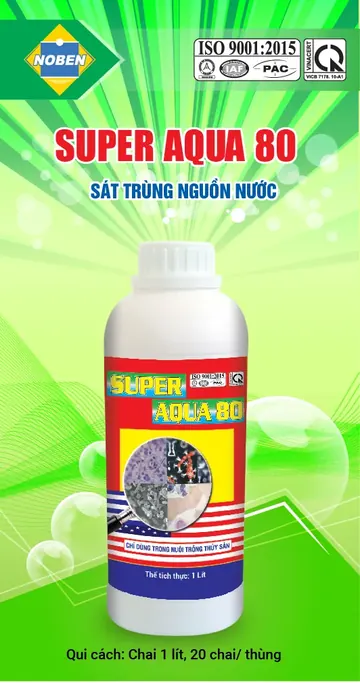 NOBEN
ISO 9001:2015
IAF
PAC
VINACERT
VICB 7178. 10-A1
SUPER AQUA 80
SÁT TRÙNG NGUỒN NƯỚC
SUPER
ISO 9001:2015
AQUA 80
CHỈ DÙNG TRONG NUÔI TRỒNG THỦY SẢN
Thể tích thực: 1 Lít
Qui cách: Chai 1 lít, 20 chai/ thùng